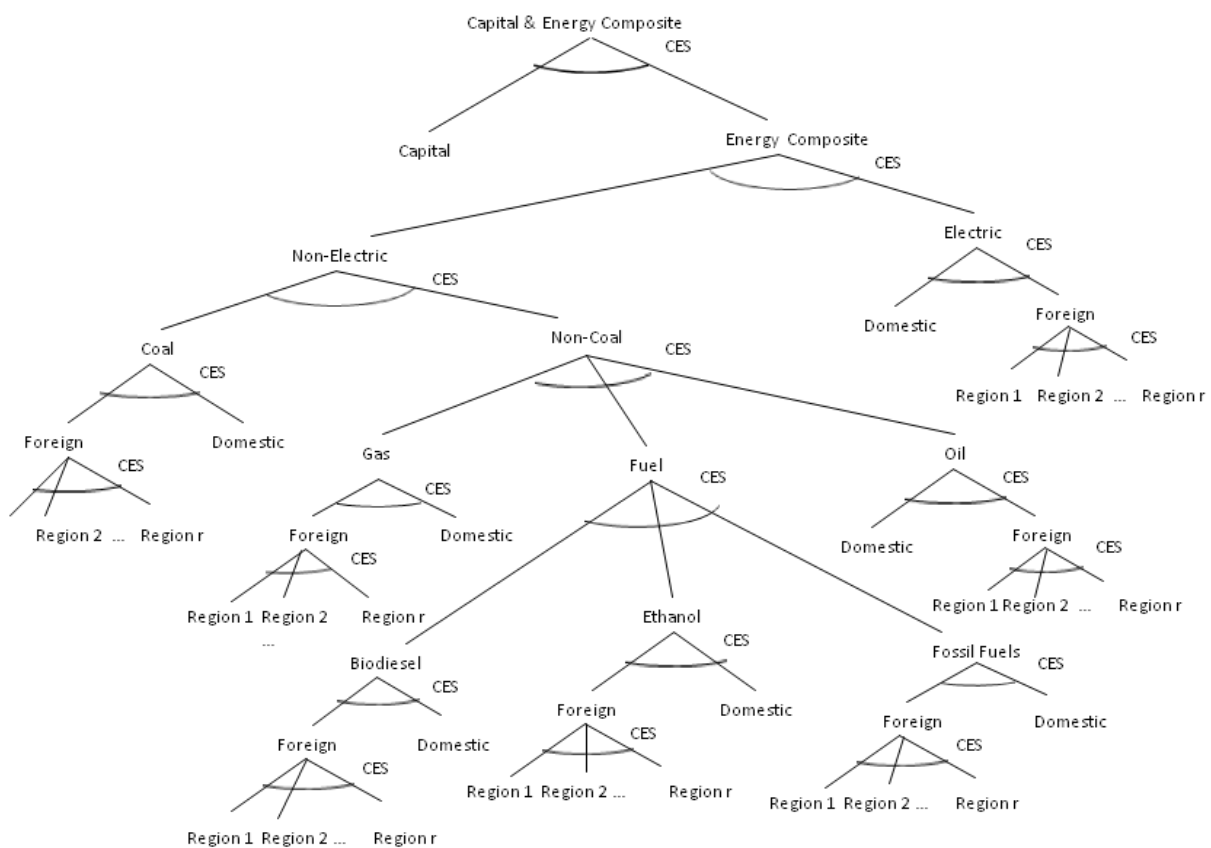 Capital & Energy Composite
CES
Capital
Energy Composite
CES
Non-Electric
CES
Electric
CES
Domestic
Foreign
CES
Region 1 Region 2 ... Region r
Coal
CES
Non-Coal
CES
Foreign
CES
Domestic
Region 2 ... Region r
Gas
CES
Fuel
CES
Oil
CES
Foreign
CES
Domestic
Region 1 Region 2
...
Region r
Domestic
Foreign
CES
Region 1 Region 2 ... Region r
Biodiesel
CES
Ethanol
CES
Fossil Fuels
CES
Foreign
CES
Domestic
Region 1 Region 2 ... Region r
Foreign
CES
Domestic
Region 1 Region 2 ... Region r
Foreign
CES
Domestic
Region 1 Region 2 ... Region r